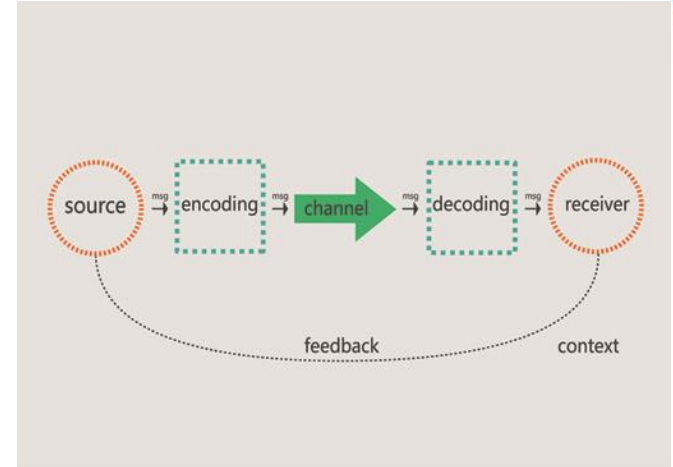 source
msg
encoding
msg
channel
msg
decoding
msg
receiver
feedback
context